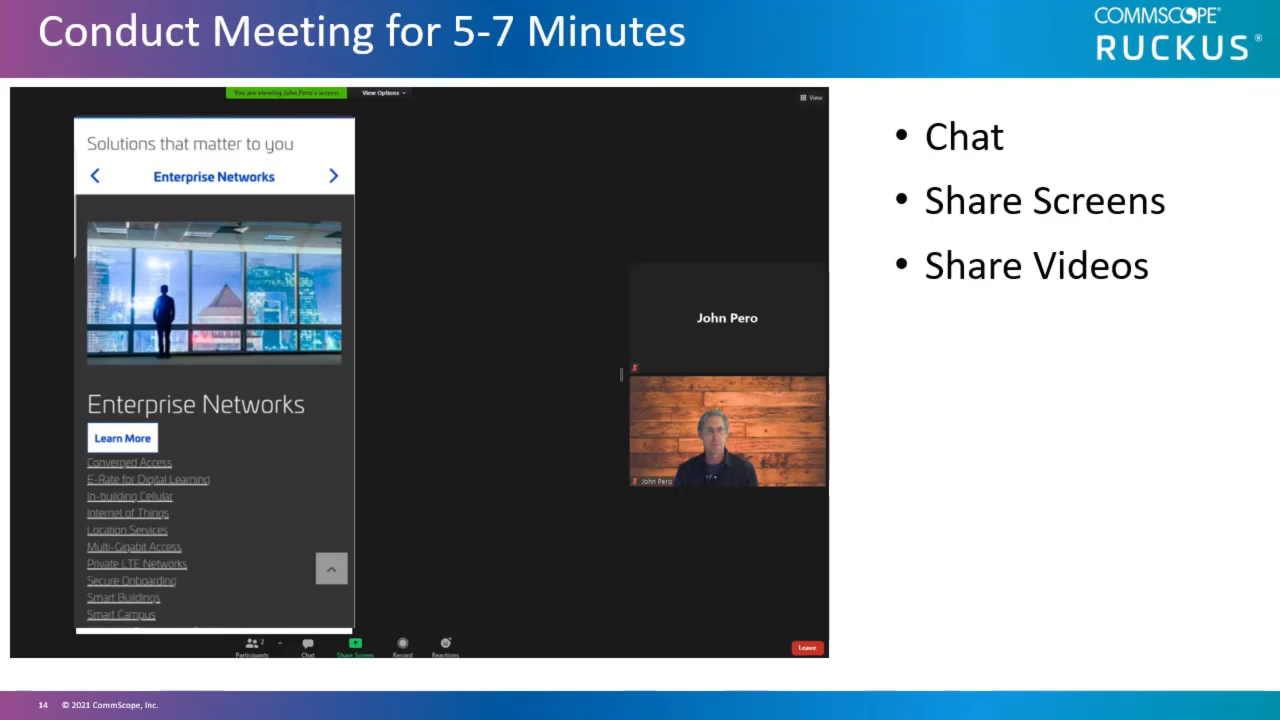 Conduct Meeting for 5-7 Minutes
COMMSCOPE®
RUCKUS®
You are viewing John Pero's screen
View Options
View
Solutions that matter to you
Enterprise Networks
Enterprise Networks
Learn More
Converged Access
E-Rate for Digital Learning
In-building Cellular
Internet of Things
Location Services
Multi-Gigabit Access
Private LTE Networks
Secure Onboarding
Smart Buildings
Smart Campus
John Pero
John Pero
2
Participants
Chat
Share Screen
Record
Reactions
Leave
• Chat
• Share Screens
• Share Videos
14 © 2021 CommScope, Inc.